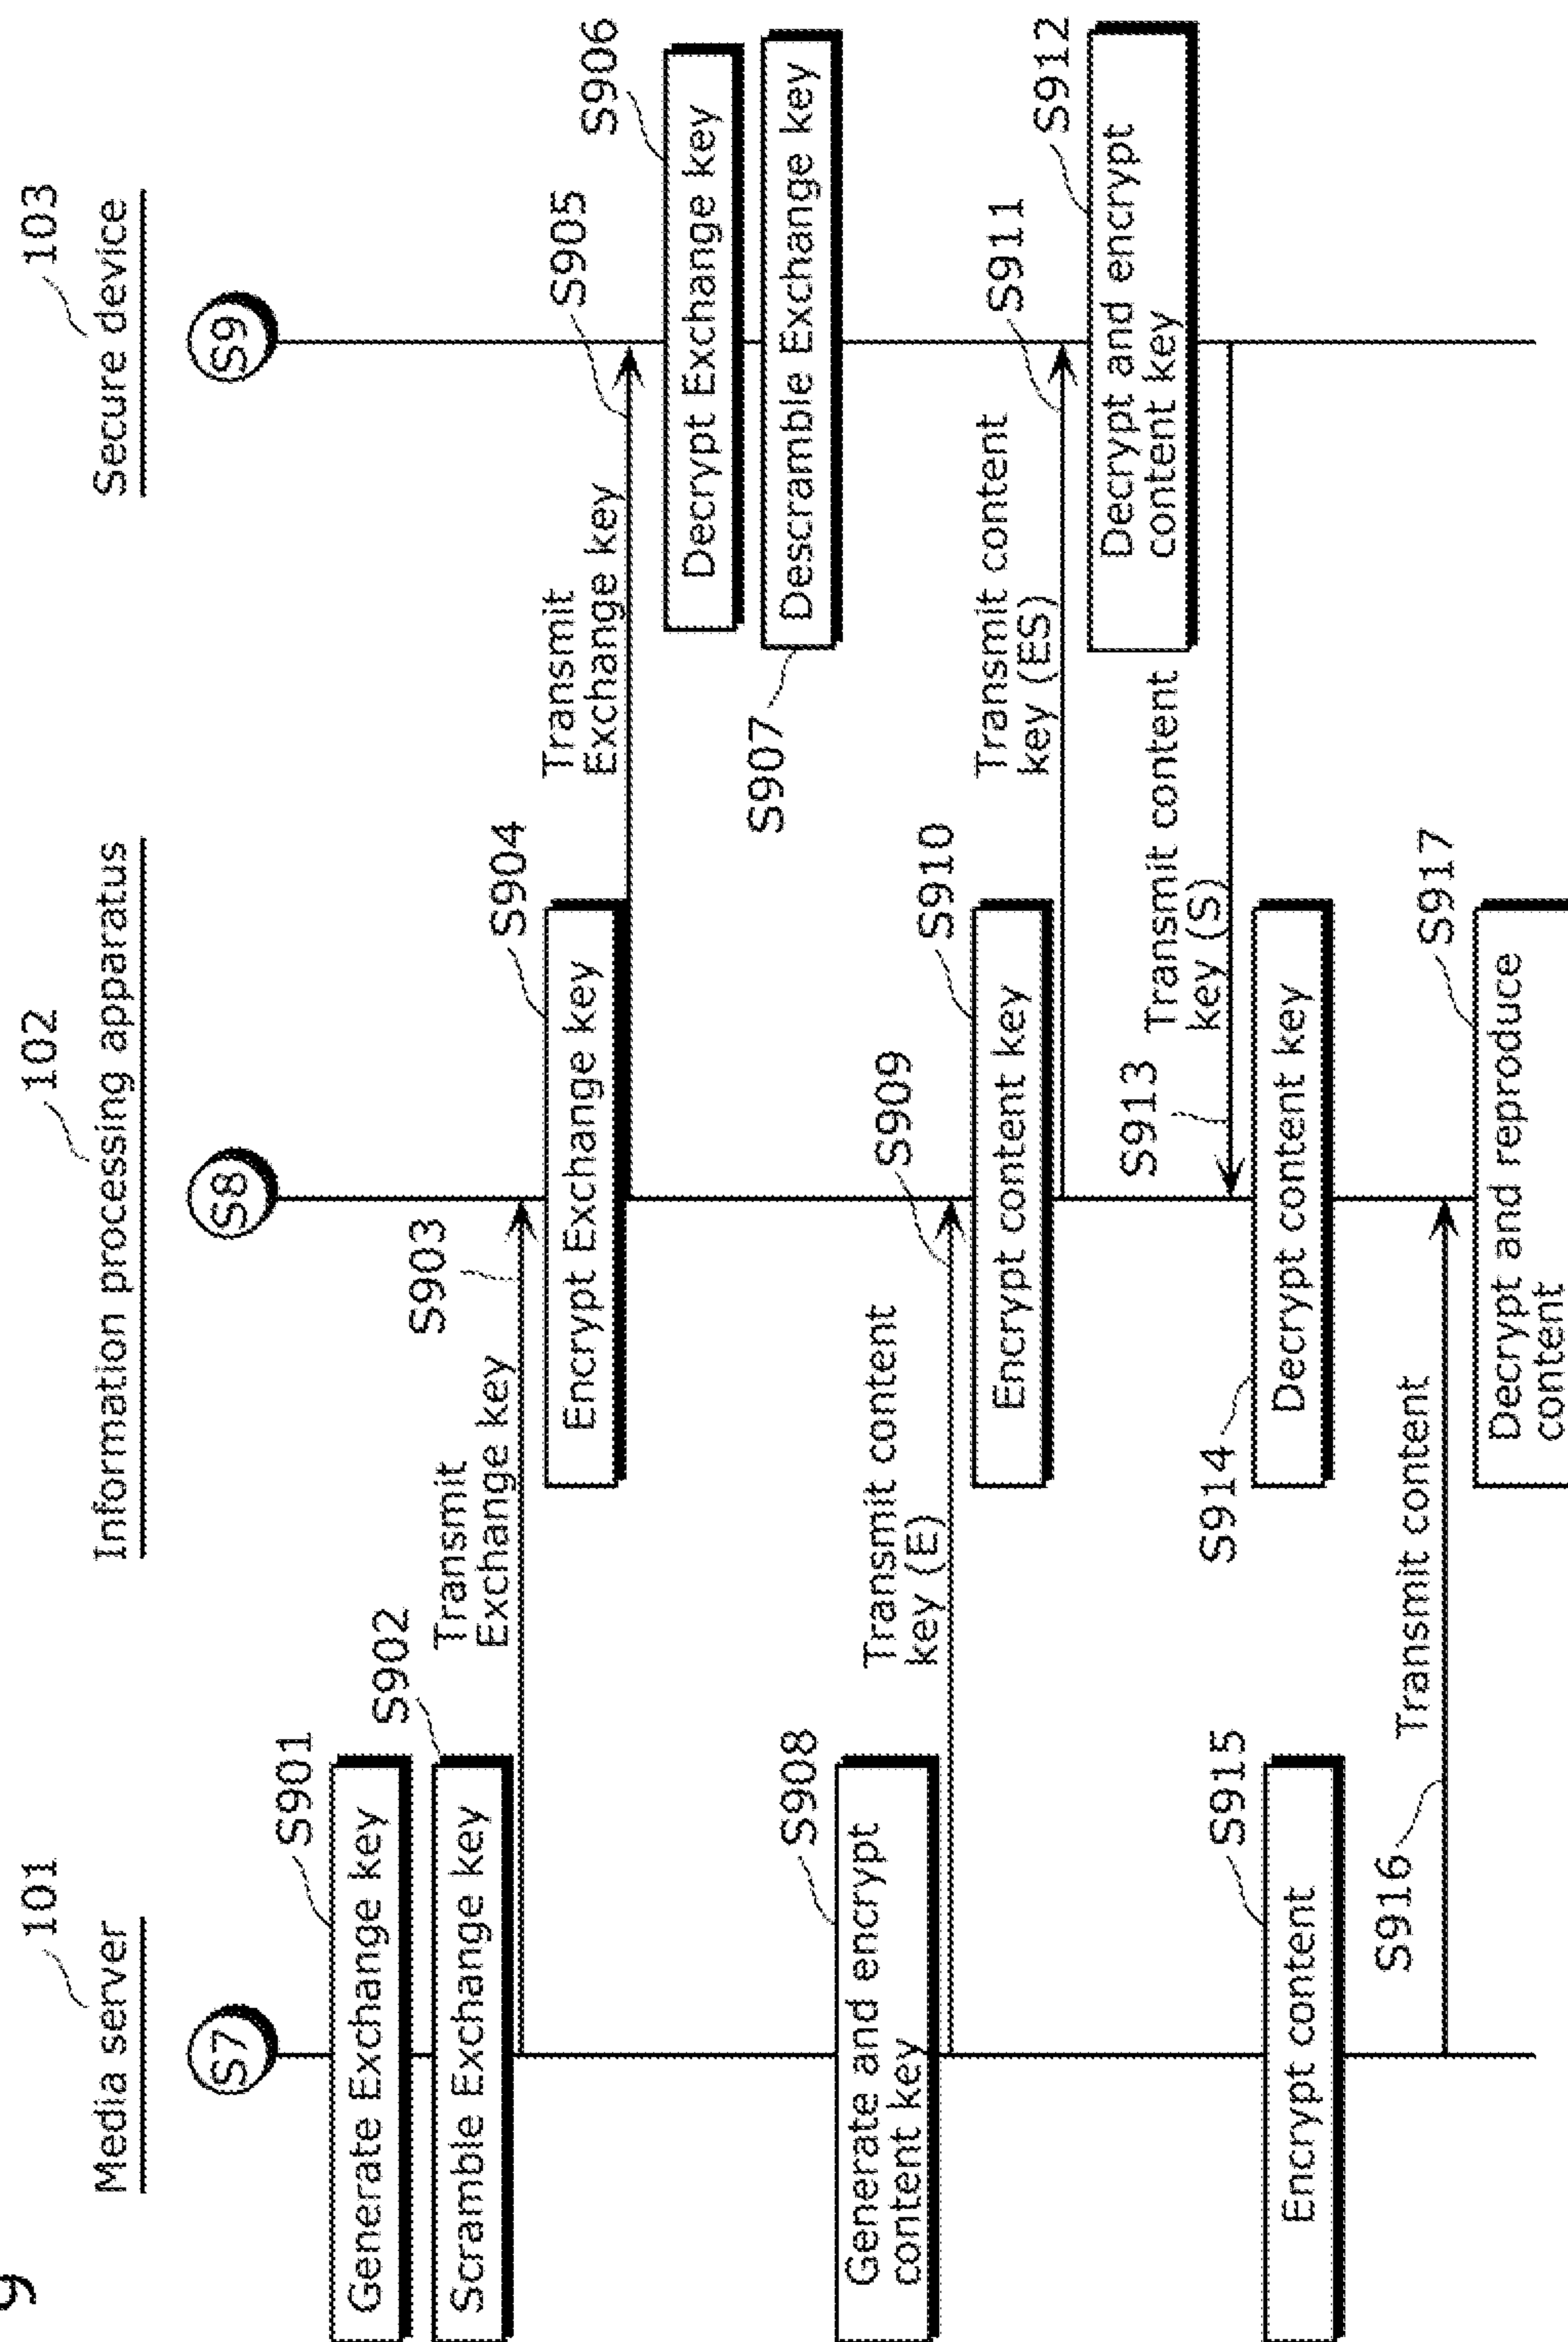 9
101
Media server
102
Information processing apparatus
103
Secure device
S7
S8
S9
S901
Generate Exchange key
S902
Scramble Exchange key
S903
Transmit
Exchange key
S904
Encrypt Exchange key
S905
Transmit
Exchange key
S906
Decrypt Exchange key
S907
Descramble Exchange key
S908
Generate and encrypt
content key
S909
Transmit content
key (E)
S910
Encrypt content key
S911
Transmit content
key (ES)
S912
Decrypt and encrypt
content key
S913
Transmit content
key (S)
S914
Decrypt content key
S915
Encrypt content
S916
Transmit content
S917
Decrypt and reproduce
content